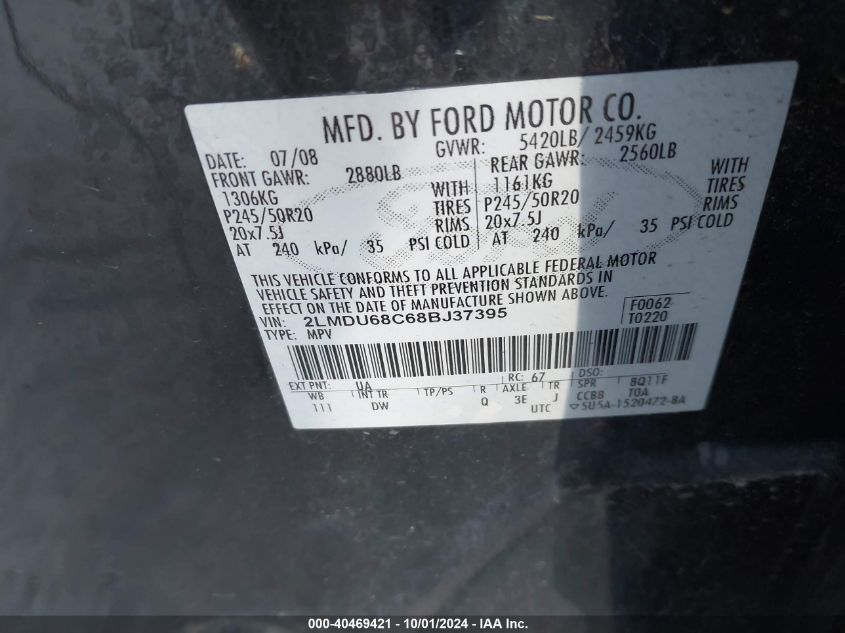 MFD. BY FORD MOTOR CO.
DATE: 07/08 GVWR: 5420LB/ 2459KG
FRONT GAWR: 2880LB REAR GAWR: 2560LB
1306KG WITH 1161KG WITH
P245/50R20 TIRES P245/50R20 TIRES
20x7.5J RIMS 20x7.5J RIMS
AT 240 kPa/ 35 PSI COLD AT 240 kPa/ 35 PSI COLD
THIS VEHICLE CONFORMS TO ALL APPLICABLE FEDERAL MOTOR
VEHICLE SAFETY AND THEFT PREVENTION STANDARDS IN
EFFECT ON THE DATE OF MANUFACTURE SHOWN ABOVE.
VIN: 2LMDU68C68BJ37395 F0062
TYPE: MPV T0220
EXT PNT: UA RC: 67 DSO:
WB INT TR TP/PS R AXLE TR SPR 8Q11F
111 DW Q 3E J CCBB T0A
UTC 5U5A-1520472-BA
000-40469421 - 10/01/2024 - IAA Inc.